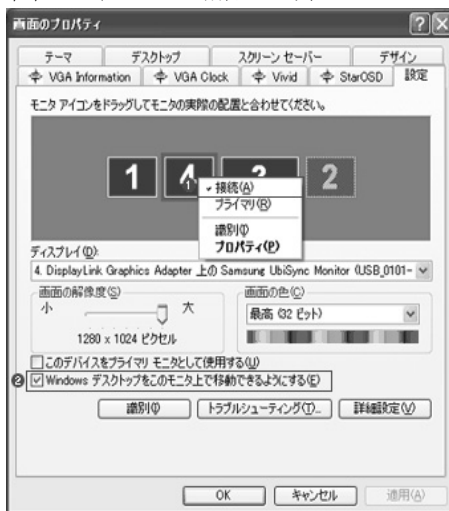 画面のプロパティ
テーマ デスクトップ スクリーン セーバー デザイン
VGA Information VGA Clock Vivid StarOSD 設定
モニタ アイコンをドラッグしてモニタの実際の配置と合わせてください。
1 4 3 2
1
接続(A)
プライマリ(R)
識別(I)
プロパティ(P)
ディスプレイ(D):
4. DisplayLink Graphics Adapter 上の Samsung UbiSync Monitor (USB_0101-
画面の解像度(S) 画面の色(C)
小 大 最高 (32 ビット)
1280 x 1024 ピクセル
このデバイスをプライマリ モニタとして使用する(U)
❷ Windows デスクトップをこのモニタ上で移動できるようにする(E)
識別(I) トラブルシューティング(T)... 詳細設定(V)
OK キャンセル 適用(A)